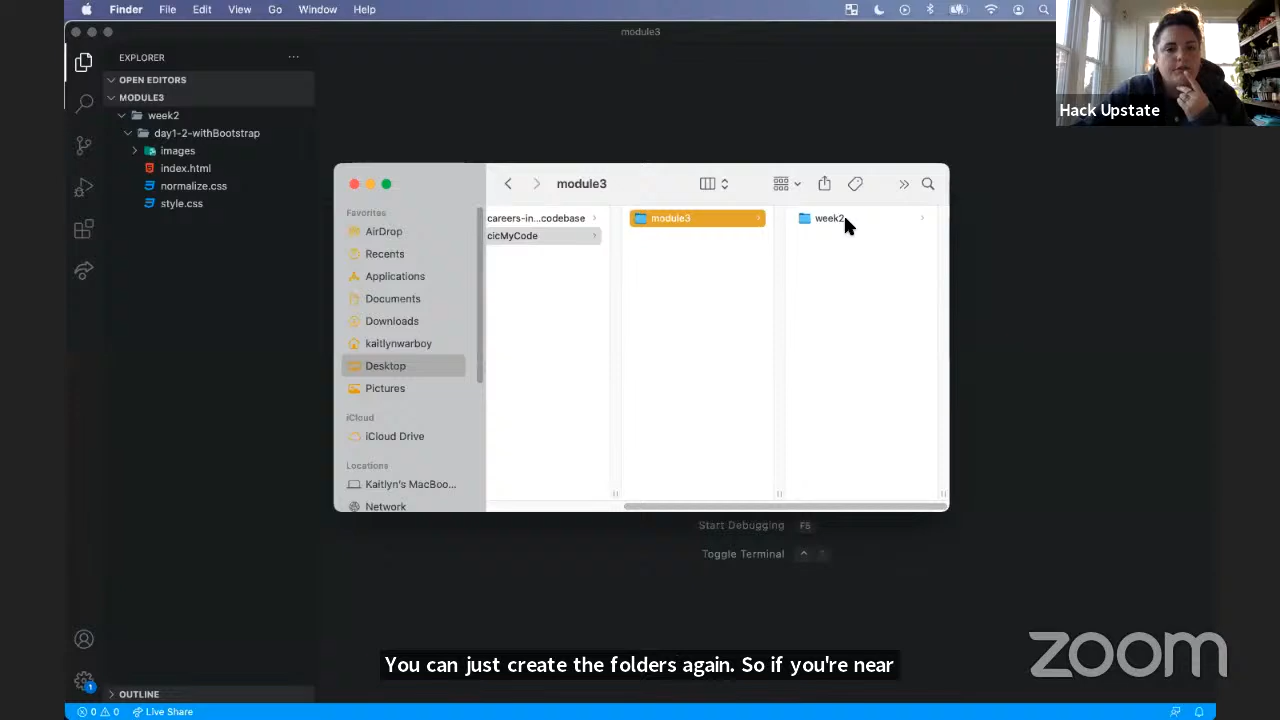 Finder File Edit View Go Window Help
module3
EXPLORER
OPEN EDITORS
MODULE3
week2
day1-2-withBootstrap
images
index.html
normalize.css
style.css
OUTLINE
0 0 Live Share
1
module3
Favorites
AirDrop
Recents
Applications
Documents
Downloads
kaitlynwarboy
Desktop
Pictures
iCloud
iCloud Drive
Locations
Kaitlyn's MacBoo...
Network
careers-in...codebase
cicMyCode
module3
week2
Start Debugging F5
Toggle Terminal ^
Hack Upstate
You can just create the folders again. So if you're near
zoom